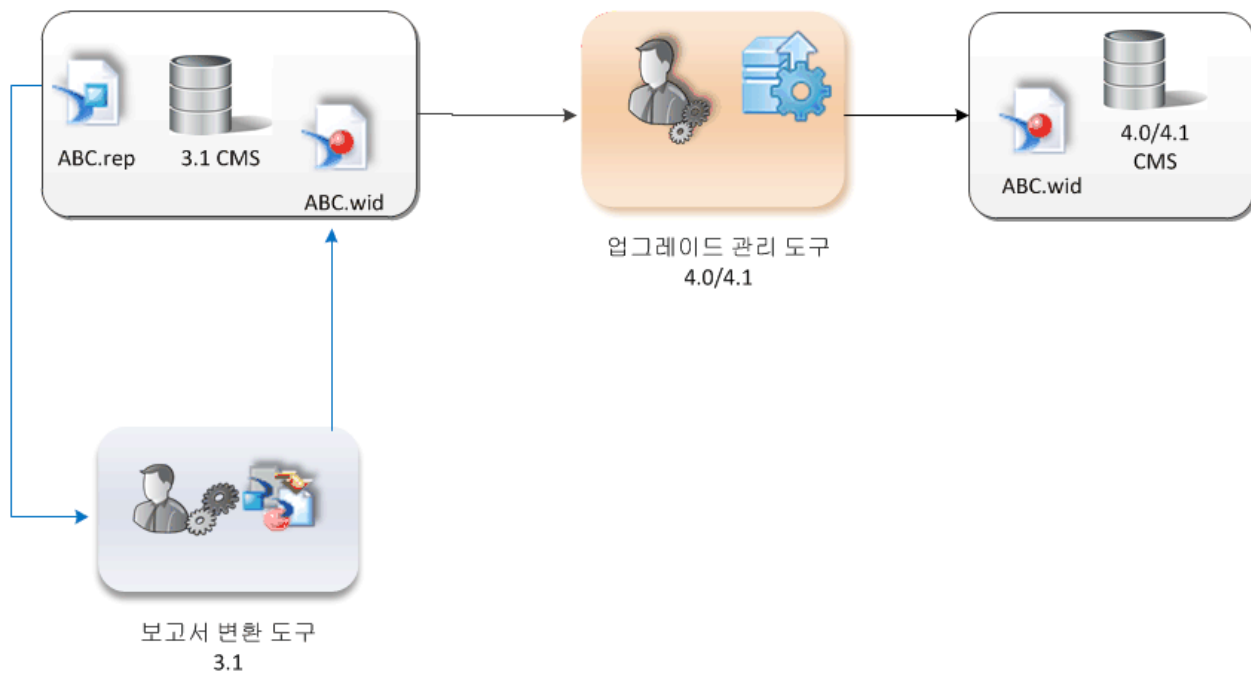 ABC.rep
3.1 CMS
ABC.wid
업그레이드 관리 도구
4.0/4.1
ABC.wid
4.0/4.1
CMS
보고서 변환 도구
3.1